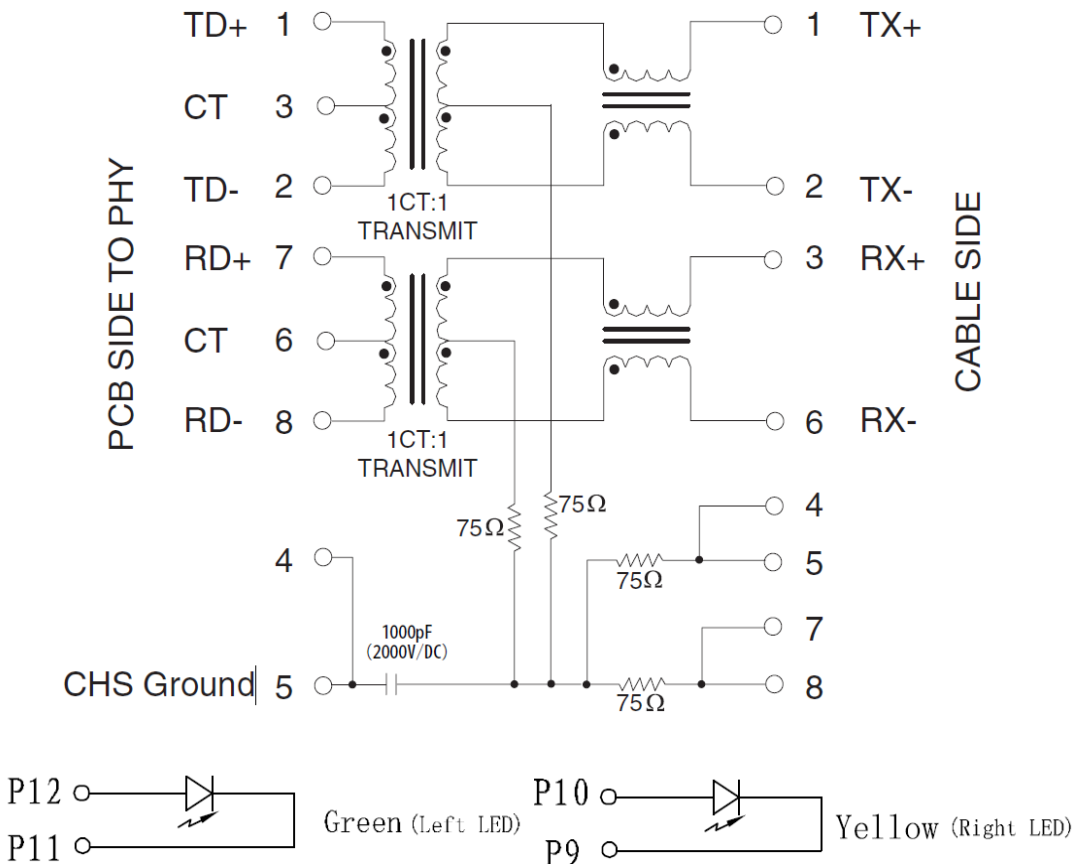 TD+ 1
1 TX+
CT 3
TD- 2
2 TX-
1CT:1
TRANSMIT
PCB SIDE TO PHY
CABLE SIDE
RD+ 7
3 RX+
CT 6
RD- 8
6 RX-
1CT:1
TRANSMIT
75Ω
75Ω
4
4
5
75Ω
1000pF
(2000V/DC)
7
CHS Ground 5
8
75Ω
P12
P11
Green (Left LED)
P10
P9
Yellow (Right LED)